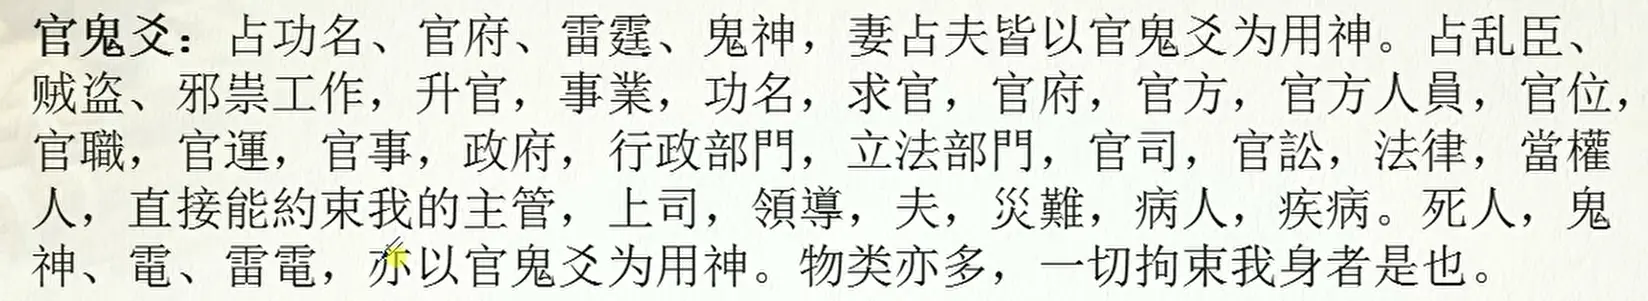 官鬼爻：占功名、官府、雷霆、鬼神，妻占夫皆以官鬼爻为用神。占乱臣、
贼盗、邪祟工作，升官，事業，功名，求官，官府，官方，官方人員，官位，
官職，官運，官事，政府，行政部門，立法部門，官司，官訟，法律，當權
人，直接能約束我的主管，上司，領導，夫，災難，病人，疾病。死人，鬼
神、電、雷電，亦以官鬼爻为用神。物类亦多，一切拘束我身者是也。